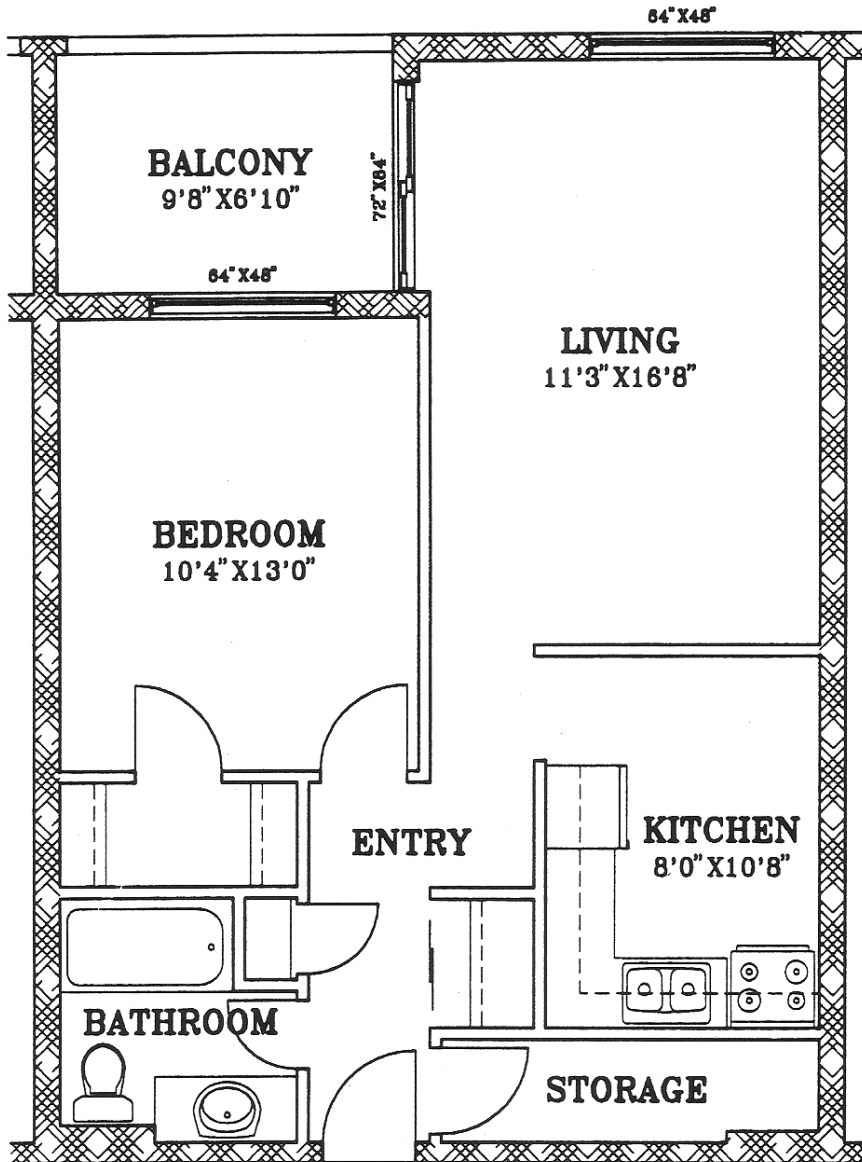 64"X48"
BALCONY
9'8"X6'10"
72"X84"
64"X48"
LIVING
11'3"X16'8"
BEDROOM
10'4"X13'0"
ENTRY
KITCHEN
8'0"X10'8"
BATHROOM
STORAGE